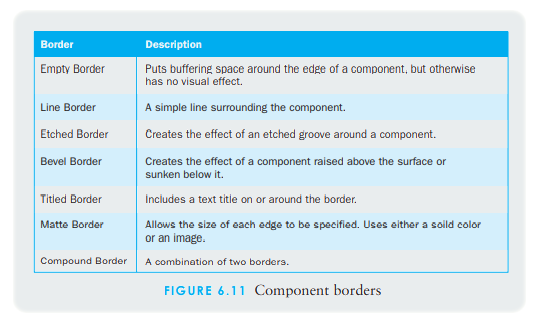 Border Description
Empty Border Puts buffering space around the edge of a component, but otherwise
has no visual effect.
Line Border A simple line surrounding the component.
Etched Border Creates the effect of an etched groove around a component.
Bevel Border Creates the effect of a component raised above the surface or
sunken below it.
Titled Border Includes a text title on or around the border.
Matte Border Allows the size of each edge to be specified. Uses either a soild color
or an image.
Compound Border A combination of two borders.
FIGURE 6.11 Component borders